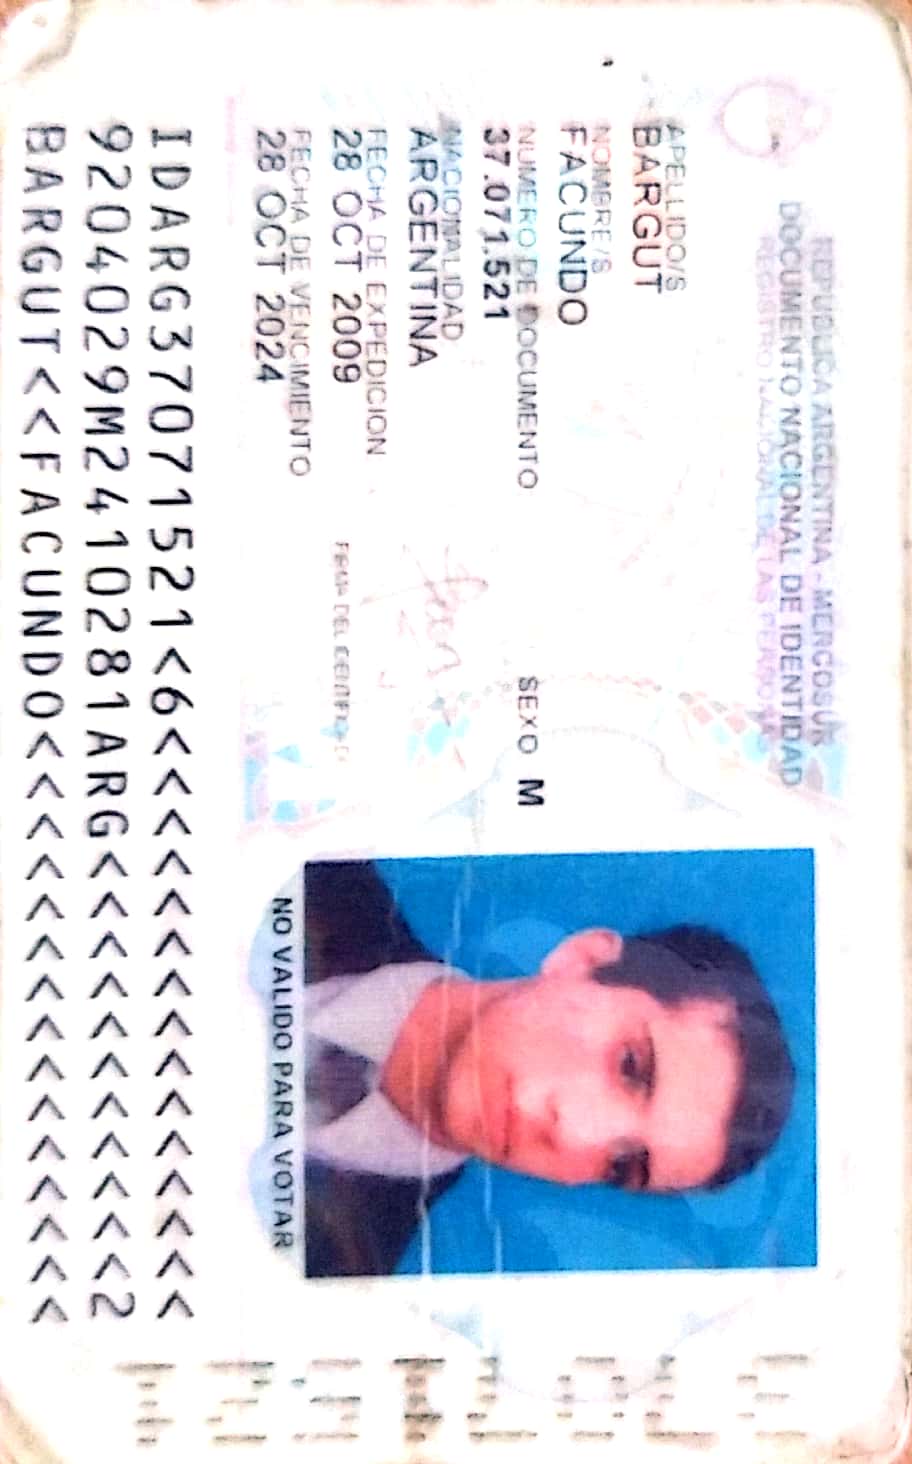 REPUBLICA ARGENTINA - MERCOSUR
DOCUMENTO NACIONAL DE IDENTIDAD
REGISTRO NACIONAL DE LAS PERSONAS
APELLIDO/S
BARGUT
NOMBRE/S
FACUNDO
NUMERO DE DOCUMENTO
37.071.521
SEXO M
NACIONALIDAD
ARGENTINA
FECHA DE EXPEDICION
28 OCT 2009
FECHA DE VENCIMIENTO
28 OCT 2024
FIRMA DEL
NO VALIDO PARA VOTAR
IDARG37071521<6<<<<<<<<<<<<<<<
9204029M2410281ARG<<<<<<<<<<<2
BARGUT<<FACUNDO<<<<<<<<<<<<<<<